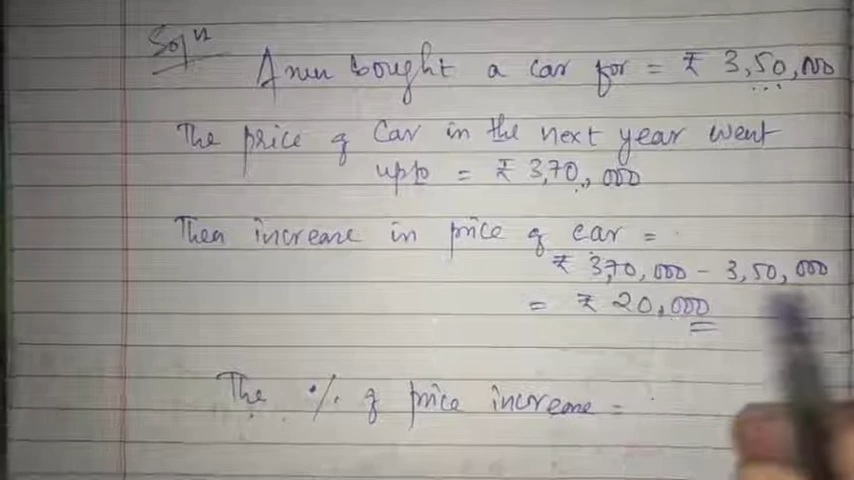 Solⁿ
Arun bought a car for = ₹ 3,50,000
The price of Car in the next year went
upto = ₹ 3,70,000
Then increase in price of car =
₹ 3,70,000 - 3,50,000
= ₹ 20,000
The % of price increase =